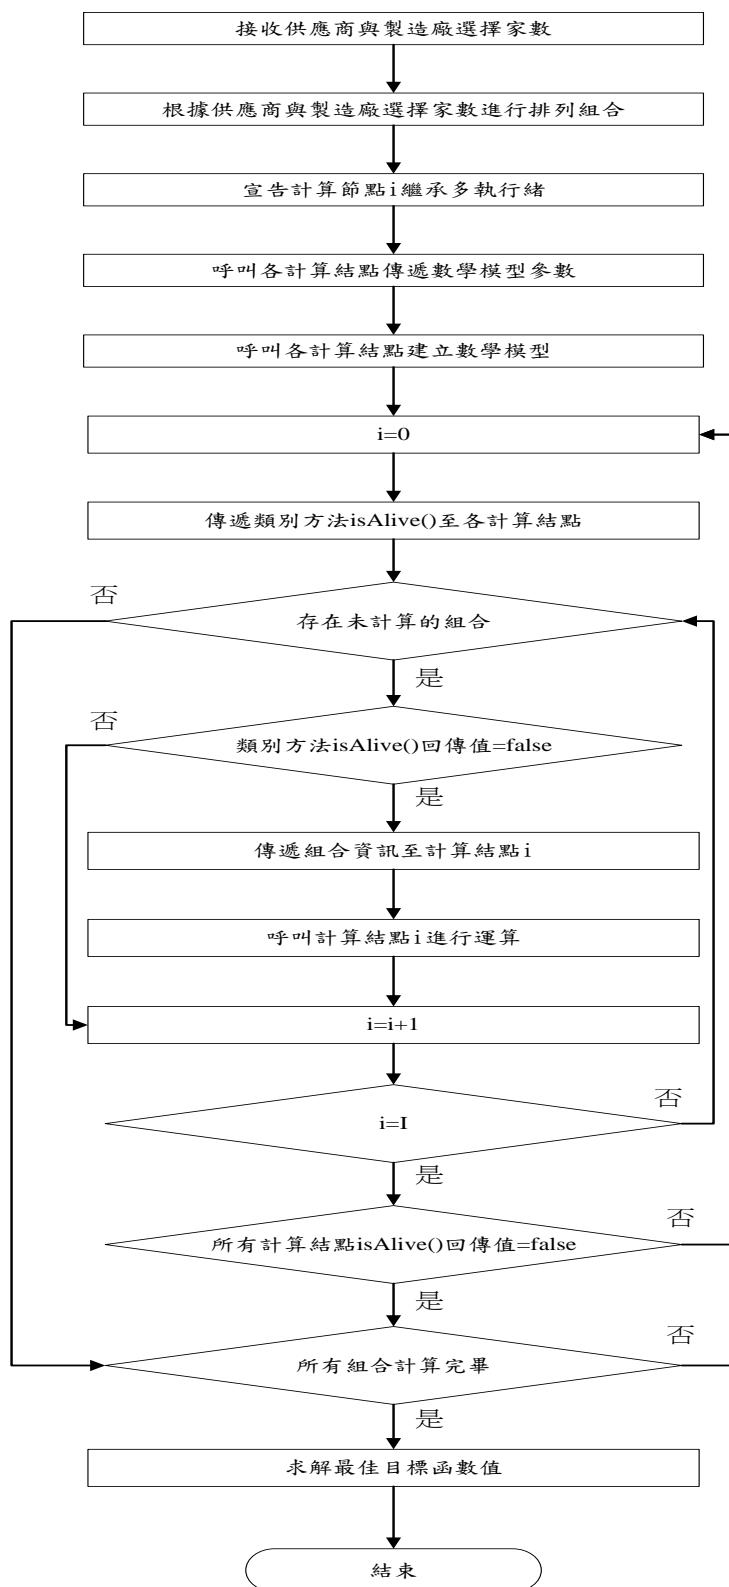 接收供應商與製造廠選擇家數
根據供應商與製造廠選擇家數進行排列組合
宣告計算節點i繼承多執行緒
呼叫各計算結點傳遞數學模型參數
呼叫各計算結點建立數學模型
i=0
傳遞類別方法isAlive()至各計算結點
否
存在未計算的組合
是
否
類別方法isAlive()回傳值=false
是
傳遞組合資訊至計算結點i
呼叫計算結點i進行運算
i=i+1
否
i=I
是
否
所有計算結點isAlive()回傳值=false
是
否
所有組合計算完畢
是
求解最佳目標函數值
結束